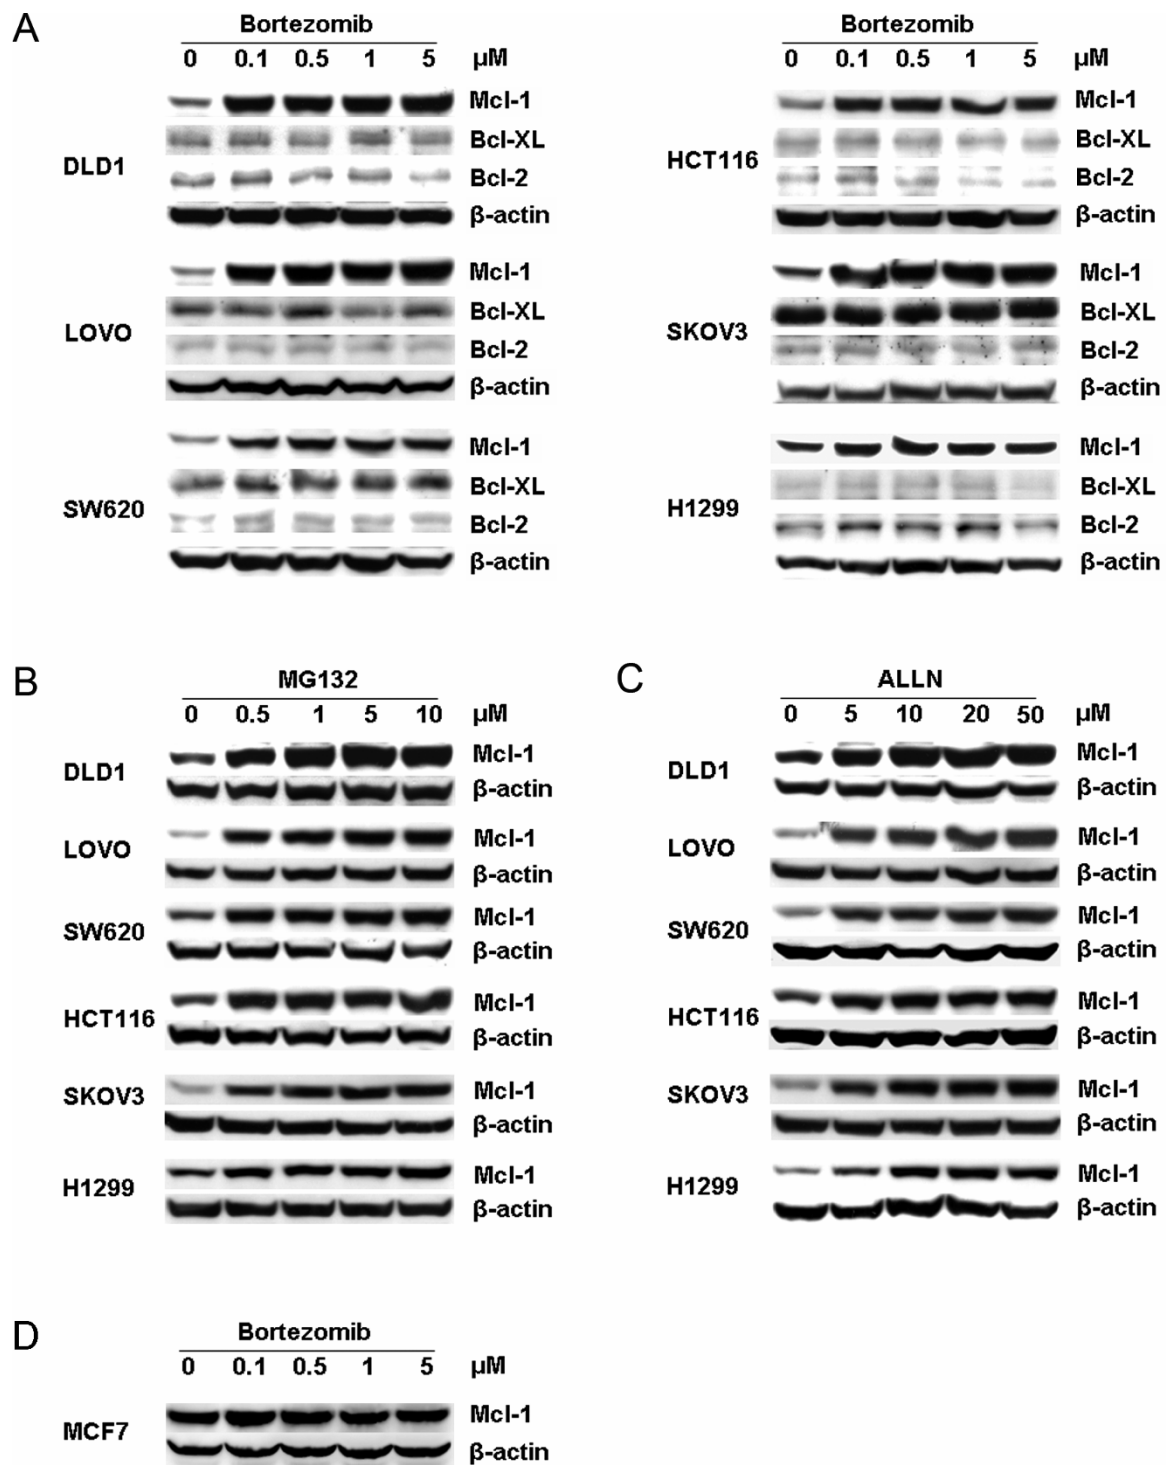 A
Bortezomib
0 0.1 0.5 1 5 µM
DLD1
Mcl-1
Bcl-XL
Bcl-2
β-actin
LOVO
Mcl-1
Bcl-XL
Bcl-2
β-actin
SW620
Mcl-1
Bcl-XL
Bcl-2
β-actin
Bortezomib
0 0.1 0.5 1 5 µM
HCT116
Mcl-1
Bcl-XL
Bcl-2
β-actin
SKOV3
Mcl-1
Bcl-XL
Bcl-2
β-actin
H1299
Mcl-1
Bcl-XL
Bcl-2
β-actin
B
MG132
0 0.5 1 5 10 µM
DLD1
Mcl-1
β-actin
LOVO
Mcl-1
β-actin
SW620
Mcl-1
β-actin
HCT116
Mcl-1
β-actin
SKOV3
Mcl-1
β-actin
H1299
Mcl-1
β-actin
C
ALLN
0 5 10 20 50 µM
DLD1
Mcl-1
β-actin
LOVO
Mcl-1
β-actin
SW620
Mcl-1
β-actin
HCT116
Mcl-1
β-actin
SKOV3
Mcl-1
β-actin
H1299
Mcl-1
β-actin
D
Bortezomib
0 0.1 0.5 1 5 µM
MCF7
Mcl-1
β-actin